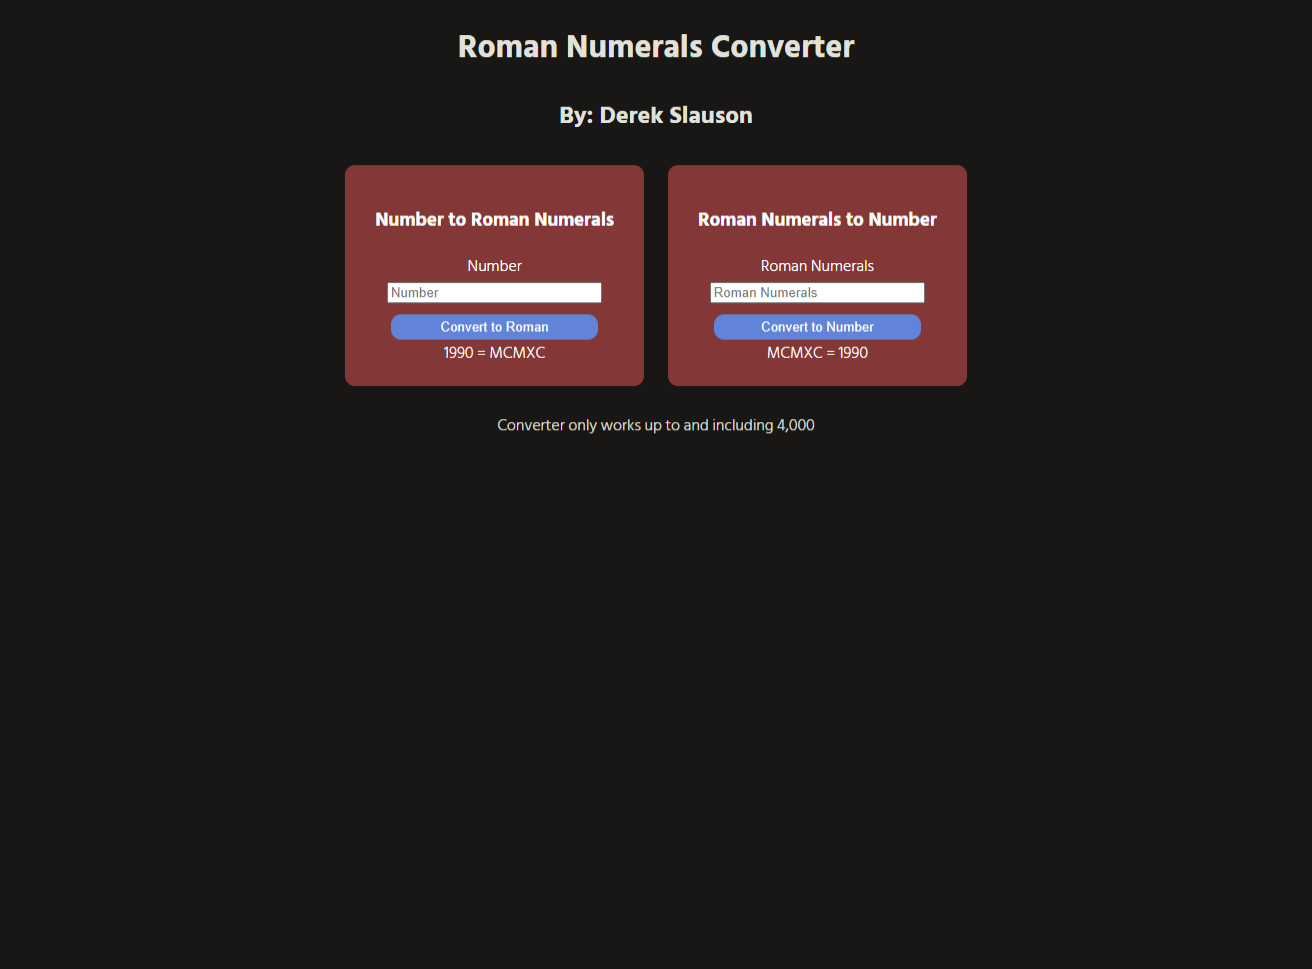 Roman Numerals Converter
By: Derek Slauson
Number to Roman Numerals
Number
Number
Convert to Roman
1990 = MCMXC
Roman Numerals to Number
Roman Numerals
Roman Numerals
Convert to Number
MCMXC = 1990
Converter only works up to and including 4,000